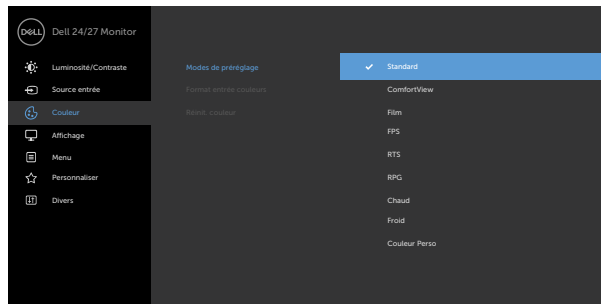 DELL Dell 24/27 Monitor
Luminosité/Contraste Modes de préréglage Standard
Source entrée Format entrée couleurs ComfortView
Couleur Réinit. couleur Film
FPS
Affichage
RTS
Menu
Personnaliser RPG
Divers Chaud
Froid
Couleur Perso